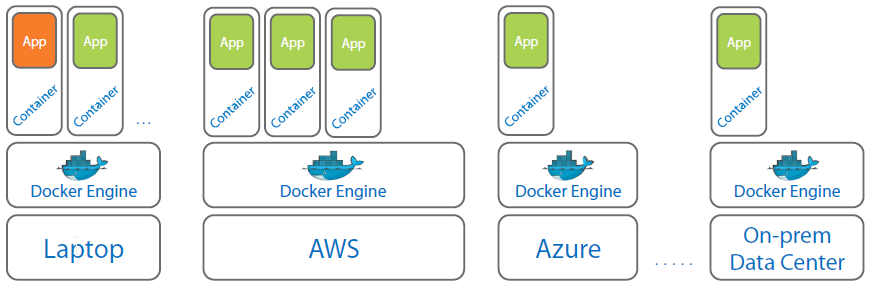 App
App
App
App
App
App
App
Container
Container
...
Container
Container
Container
Container
Container
Docker Engine
Docker Engine
Docker Engine
Docker Engine
Laptop
AWS
Azure
.....
On-prem
Data Center